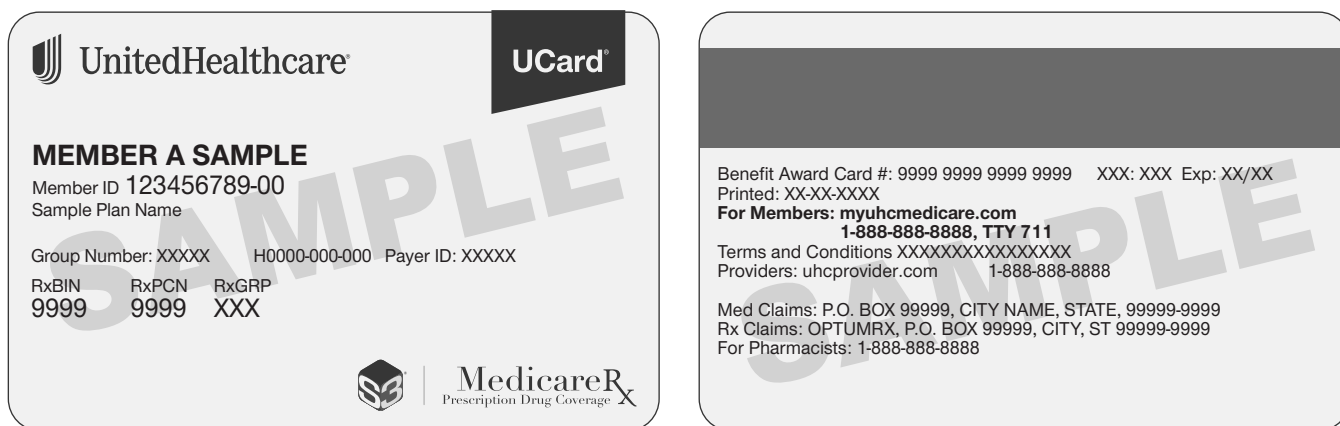 UnitedHealthcare®
UCard®
SAMPLE
MEMBER A SAMPLE
Member ID 123456789-00
Sample Plan Name
Group Number: XXXXX H0000-000-000 Payer ID: XXXXX
RxBIN RxPCN RxGRP
9999 9999 XXX
S3
MedicareRx
Prescription Drug Coverage
SAMPLE
Benefit Award Card #: 9999 9999 9999 9999 XXX: XXX Exp: XX/XX
Printed: XX-XX-XXXX
For Members: myuhcmedicare.com
1-888-888-8888, TTY 711
Terms and Conditions XXXXXXXXXXXXXXXX
Providers: uhcprovider.com 1-888-888-8888
Med Claims: P.O. BOX 99999, CITY NAME, STATE, 99999-9999
Rx Claims: OPTUMRX, P.O. BOX 99999, CITY, ST 99999-9999
For Pharmacists: 1-888-888-8888